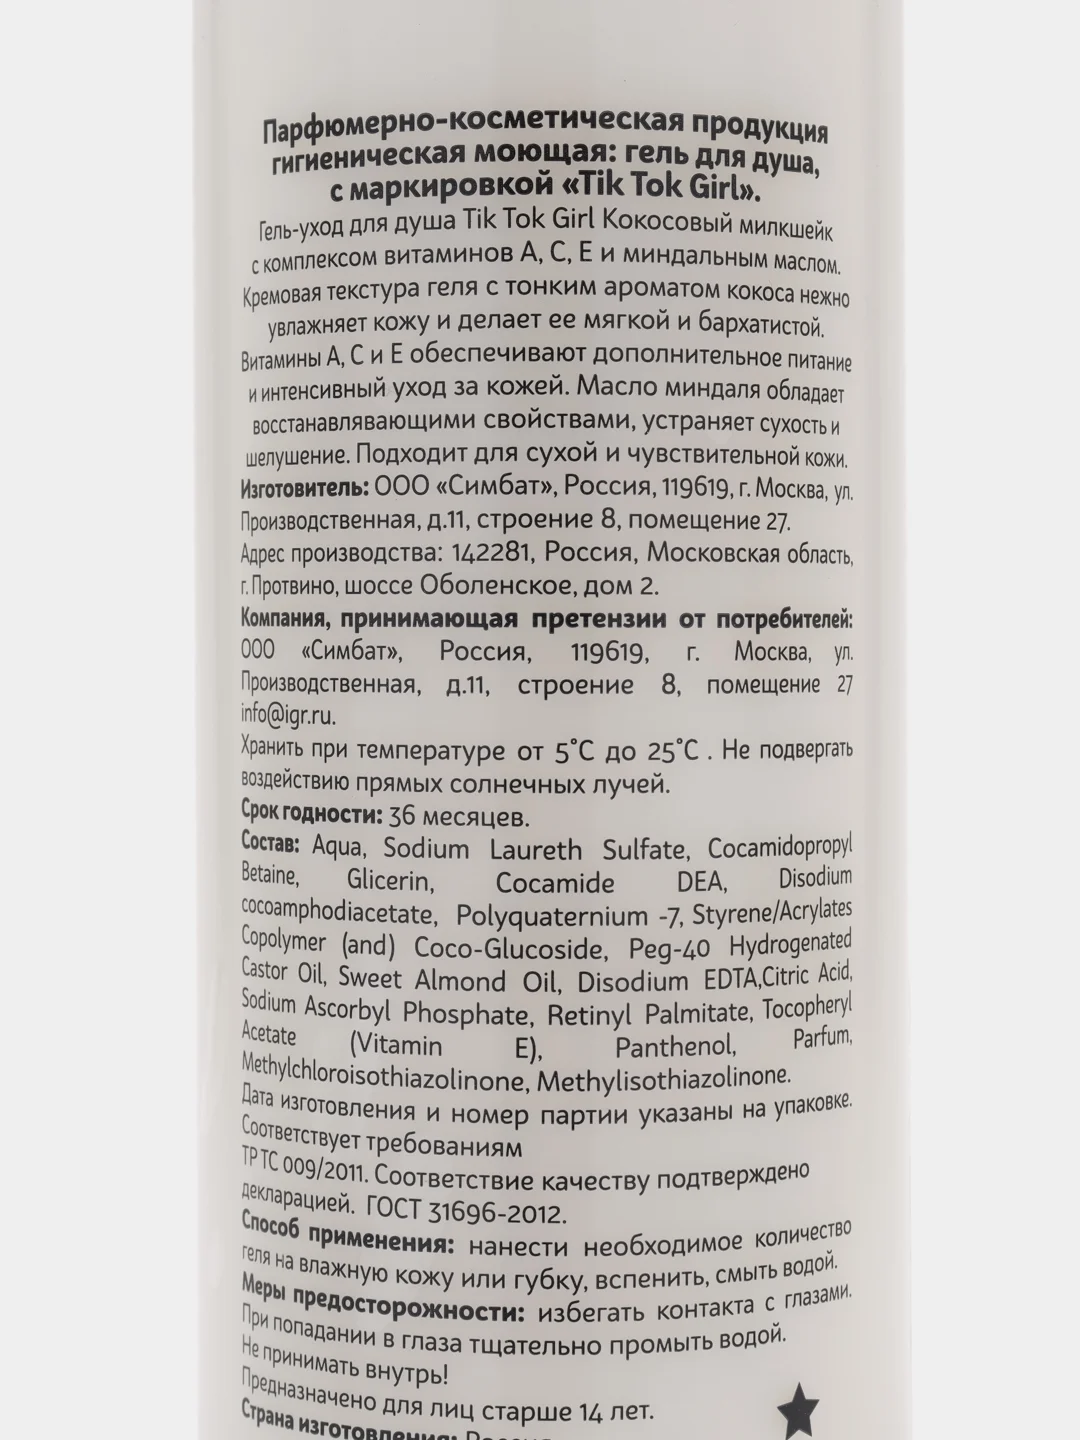 Парфюмерно-косметическая продукция
гигиеническая моющая: гель для душа,
с маркировкой «Tik Tok Girl».
Гель-уход для душа Tik Tok Girl Кокосовый милкшейк
с комплексом витаминов А, С, Е и миндальным маслом.
Кремовая текстура геля с тонким ароматом кокоса нежно
увлажняет кожу и делает ее мягкой и бархатистой.
Витамины А, С и Е обеспечивают дополнительное питание
и интенсивный уход за кожей. Масло миндаля обладает
восстанавливающими свойствами, устраняет сухость и
шелушение. Подходит для сухой и чувствительной кожи.
Изготовитель: ООО «Симбат», Россия, 119619, г. Москва, ул.
Производственная, д.11, строение 8, помещение 27.
Адрес производства: 142281, Россия, Московская область,
г. Протвино, шоссе Оболенское, дом 2.
Компания, принимающая претензии от потребителей:
ООО «Симбат», Россия, 119619, г. Москва, ул.
Производственная, д.11, строение 8, помещение 27
info@igr.ru.
Хранить при температуре от 5°С до 25°С . Не подвергать
воздействию прямых солнечных лучей.
Срок годности: 36 месяцев.
Состав: Aqua, Sodium Laureth Sulfate, Cocamidopropyl
Betaine, Glicerin, Cocamide DEA, Disodium
cocoamphodiacetate, Polyquaternium -7, Styrene/Acrylates
Copolymer (and) Coco-Glucoside, Peg-40 Hydrogenated
Castor Oil, Sweet Almond Oil, Disodium EDTA,Citric Acid,
Sodium Ascorbyl Phosphate, Retinyl Palmitate, Tocopheryl
Acetate (Vitamin E), Panthenol, Parfum,
Methylchloroisothiazolinone, Methylisothiazolinone.
Дата изготовления и номер партии указаны на упаковке.
Соответствует требованиям
ТР ТС 009/2011. Соответствие качеству подтверждено
декларацией. ГОСТ 31696-2012.
Способ применения: нанести необходимое количество
геля на влажную кожу или губку, вспенить, смыть водой.
Меры предосторожности: избегать контакта с глазами.
При попадании в глаза тщательно промыть водой.
Не принимать внутрь!
Предназначено для лиц старше 14 лет.
Страна изготовления: